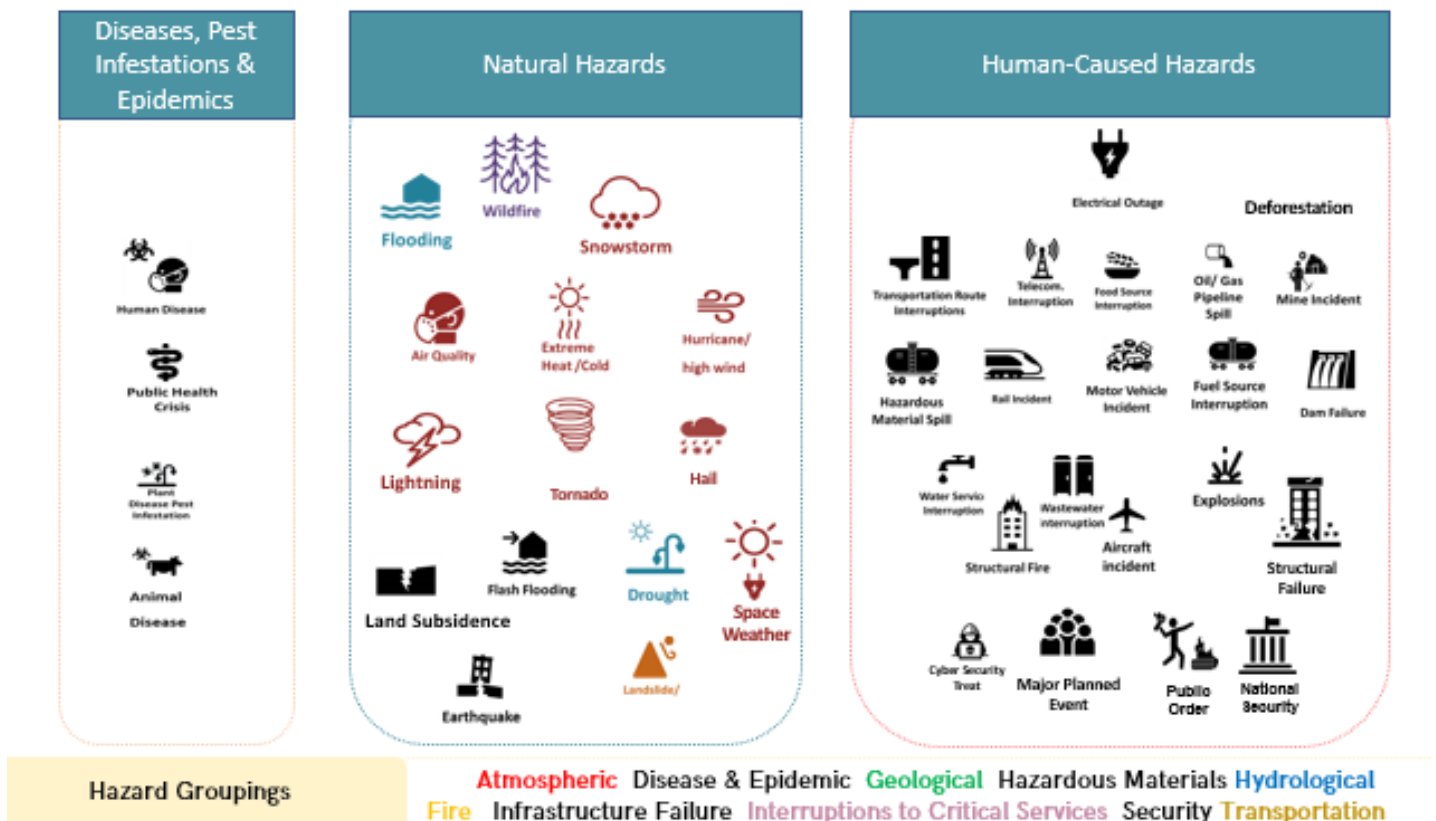 Diseases, Pest
Infestations &
Epidemics
Human Disease
Public Health
Crisis
Plant
Disease Pest
Infestation
Animal
Disease
Natural Hazards
Wildfire
Flooding
Snowstorm
Air Quality
Extreme
Heat /Cold
Hurricane/
high wind
Lightning
Tornado
Hail
Land Subsidence
Flash Flooding
Drought
Space
Weather
Earthquake
Landslide/
Human-Caused Hazards
Electrical Outage
Deforestation
Transportation Route
Interruptions
Telecom.
Interruption
Food Source
Interruption
Oil/ Gas
Pipeline
Spill
Mine Incident
Hazardous
Material Spill
Rail Incident
Motor Vehicle
Incident
Fuel Source
Interruption
Dam Failure
Water Servic
Interruption
Structural Fire
Wastewater
interruption
Aircraft
incident
Explosions
Structural
Failure
Cyber Security
Treat
Major Planned
Event
Public
Order
National
Security
Hazard Groupings
Atmospheric Disease & Epidemic Geological Hazardous Materials Hydrological
Fire Infrastructure Failure Interruptions to Critical Services Security Transportation